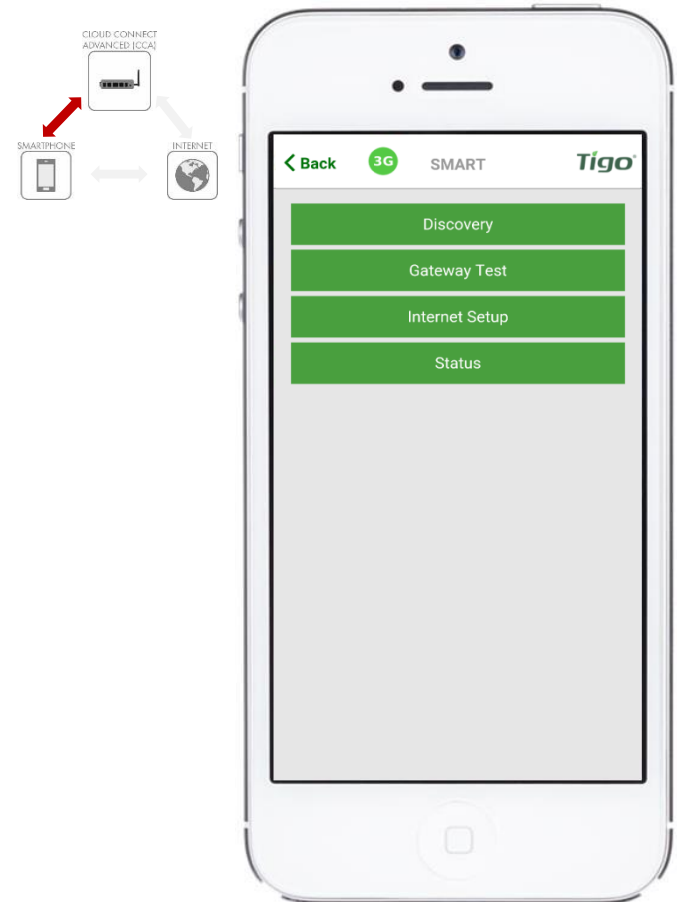 CLOUD CONNECT
ADVANCED (CCA)
SMARTPHONE
INTERNET
Back
3G
SMART
Tigo
Discovery
Gateway Test
Internet Setup
Status